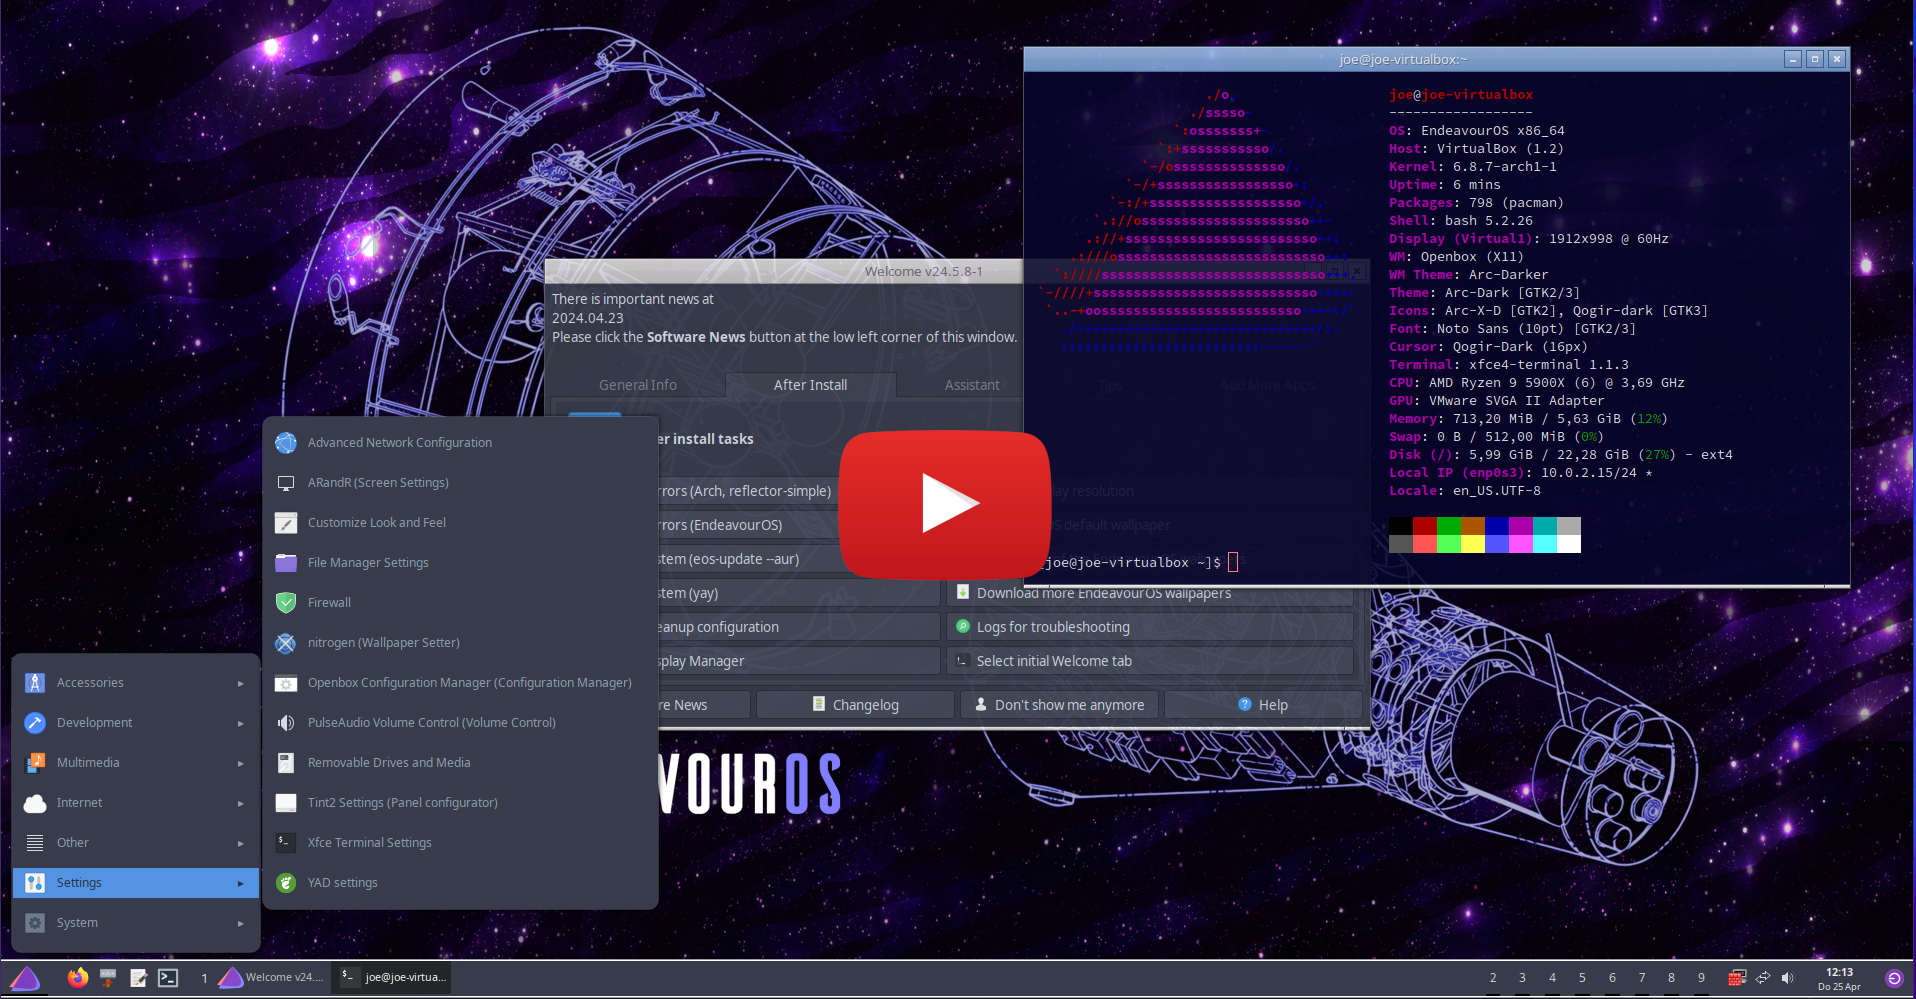 joe@joe-virtualbox:~
joe@joe-virtualbox
------------------
OS: EndeavourOS x86_64
Host: VirtualBox (1.2)
Kernel: 6.8.7-arch1-1
Uptime: 6 mins
Packages: 798 (pacman)
Shell: bash 5.2.26
Display (Virtual1): 1912x998 @ 60Hz
WM: Openbox (X11)
WM Theme: Arc-Darker
Theme: Arc-Dark [GTK2/3]
Icons: Arc-X-D [GTK2], Qogir-dark [GTK3]
Font: Noto Sans (10pt) [GTK2/3]
Cursor: Qogir-Dark (16px)
Terminal: xfce4-terminal 1.1.3
CPU: AMD Ryzen 9 5900X (6) @ 3,69 GHz
GPU: VMware SVGA II Adapter
Memory: 713,20 MiB / 5,63 GiB (12%)
Swap: 0 B / 512,00 MiB (0%)
Disk (/): 5,99 GiB / 22,28 GiB (27%) - ext4
Local IP (enp0s3): 10.0.2.15/24 *
Locale: en_US.UTF-8
joe@joe-virtualbox ~]$
Welcome v24.5.8-1
There is important news at
2024.04.23
Please click the Software News button at the low left corner of this window.
General Info After Install Assistant Tips Add More Apps
er install tasks
rrors (Arch, reflector-simple)
ay resolution
rrors (EndeavourOS)
S default wallpaper
stem (eos-update --aur)
stem (yay)
Download more EndeavourOS wallpapers
eanup configuration
Logs for troubleshooting
splay Manager
Select initial Welcome tab
re News Changelog Don't show me anymore Help
VOUROS
Advanced Network Configuration
ARandR (Screen Settings)
Customize Look and Feel
File Manager Settings
Firewall
nitrogen (Wallpaper Setter)
Openbox Configuration Manager (Configuration Manager)
PulseAudio Volume Control (Volume Control)
Removable Drives and Media
Tint2 Settings (Panel configurator)
Xfce Terminal Settings
YAD settings
Accessories
Development
Multimedia
Internet
Other
Settings
System
1 Welcome v24.... joe@joe-virtua... 2 3 4 5 6 7 8 9 12:13
Do 25 Apr